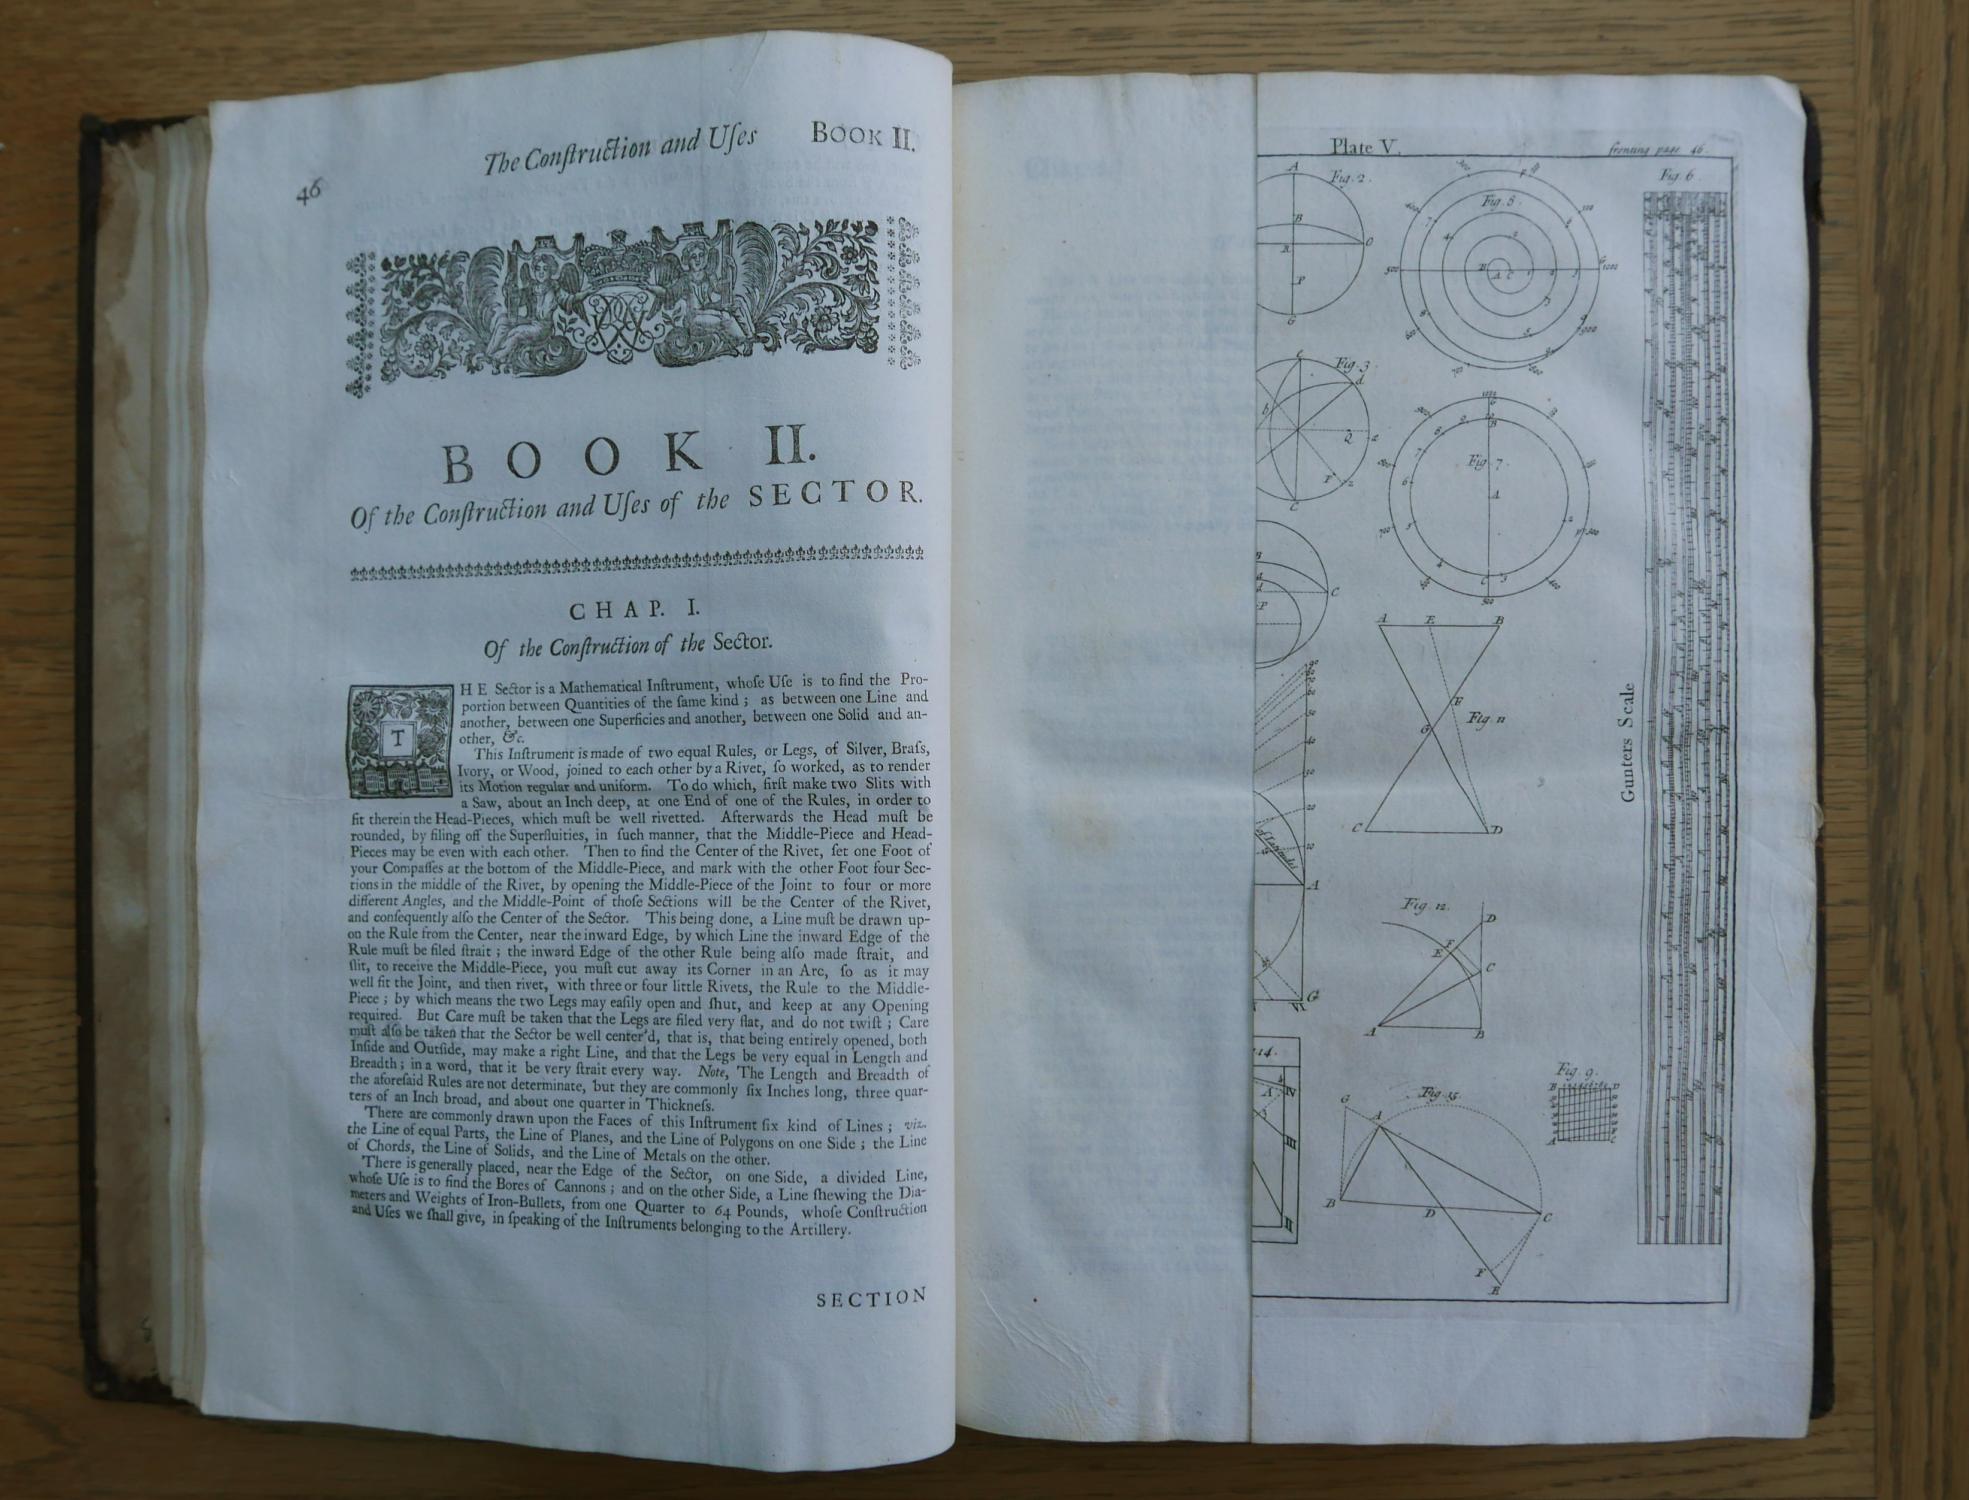 46
The Conſtruction and Uſes BOOK II.
BOOK II.
Of the Conſtruction and Uſes of the SECTOR.
CHAP. I.
Of the Conſtruction of the Sector.
THE Sector is a Mathematical Inſtrument, whoſe Uſe is to find the Pro-
portion between Quantities of the ſame kind ; as between one Line and
another, between one Superficies and another, between one Solid and an-
other, &c.
This Inſtrument is made of two equal Rules, or Legs, of Silver, Braſs,
Ivory, or Wood, joined to each other by a Rivet, ſo worked, as to render
its Motion regular and uniform. To do which, firſt make two Slits with
a Saw, about an Inch deep, at one End of one of the Rules, in order to
fit therein the Head-Pieces, which muſt be well rivetted. Afterwards the Head muſt be
rounded, by filing off the Superfluities, in ſuch manner, that the Middle-Piece and Head-
Pieces may be even with each other. Then to find the Center of the Rivet, ſet one Foot of
your Compaſſes at the bottom of the Middle-Piece, and mark with the other Foot four Sec-
tions in the middle of the Rivet, by opening the Middle-Piece of the Joint to four or more
different Angles, and the Middle-Point of thoſe Sections will be the Center of the Rivet,
and conſequently alſo the Center of the Sector. This being done, a Line muſt be drawn up-
on the Rule from the Center, near the inward Edge, by which Line the inward Edge of the
Rule muſt be filed ſtrait ; the inward Edge of the other Rule being alſo made ſtrait, and
ſlit, to receive the Middle-Piece, you muſt cut away its Corner in an Arc, ſo as it may
well fit the Joint, and then rivet, with three or four little Rivets, the Rule to the Middle-
Piece ; by which means the two Legs may eaſily open and ſhut, and keep at any Opening
required. But Care muſt be taken that the Legs are filed very flat, and do not twiſt ; Care
muſt alſo be taken that the Sector be well center'd, that is, that being entirely opened, both
Inſide and Outſide, may make a right Line, and that the Legs be very equal in Length and
Breadth ; in a word, that it be very ſtrait every way. Note, The Length and Breadth of
the aforeſaid Rules are not determinate, but they are commonly ſix Inches long, three quar-
ters of an Inch broad, and about one quarter in Thickneſs.
There are commonly drawn upon the Faces of this Inſtrument ſix kind of Lines ; viz.
the Line of equal Parts, the Line of Planes, and the Line of Polygons on one Side ; the Line
of Chords, the Line of Solids, and the Line of Metals on the other.
There is generally placed, near the Edge of the Sector, on one Side, a divided Line,
whoſe Uſe is to find the Bores of Cannons ; and on the other Side, a Line ſhewing the Dia-
meters and Weights of Iron-Bullets, from one Quarter to 64 Pounds, whoſe Conſtruction
and Uſes we ſhall give, in ſpeaking of the Inſtruments belonging to the Artillery.
SECTION
Plate V.
fronting page 46.
Fig. 2.
Fig. 8.
Fig. 6.
Fig. 3
Fig. 7.
Fig. 11
Gunters Scale
Fig. 12.
Fig. 9.
Fig. 15.
14.